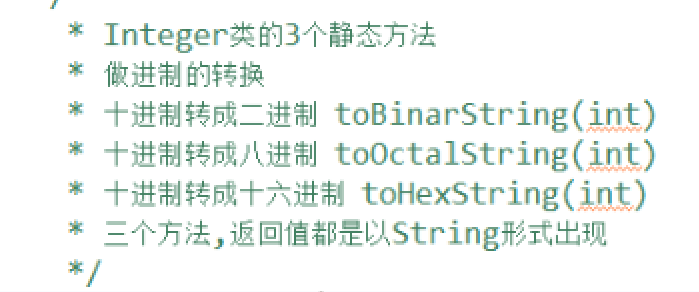 * Integer类的3个静态方法
* 做进制的转换
* 十进制转成二进制 toBinarString(int)
* 十进制转成八进制 toOctalString(int)
* 十进制转成十六进制 toHexString(int)
* 三个方法,返回值都是以String形式出现
*/